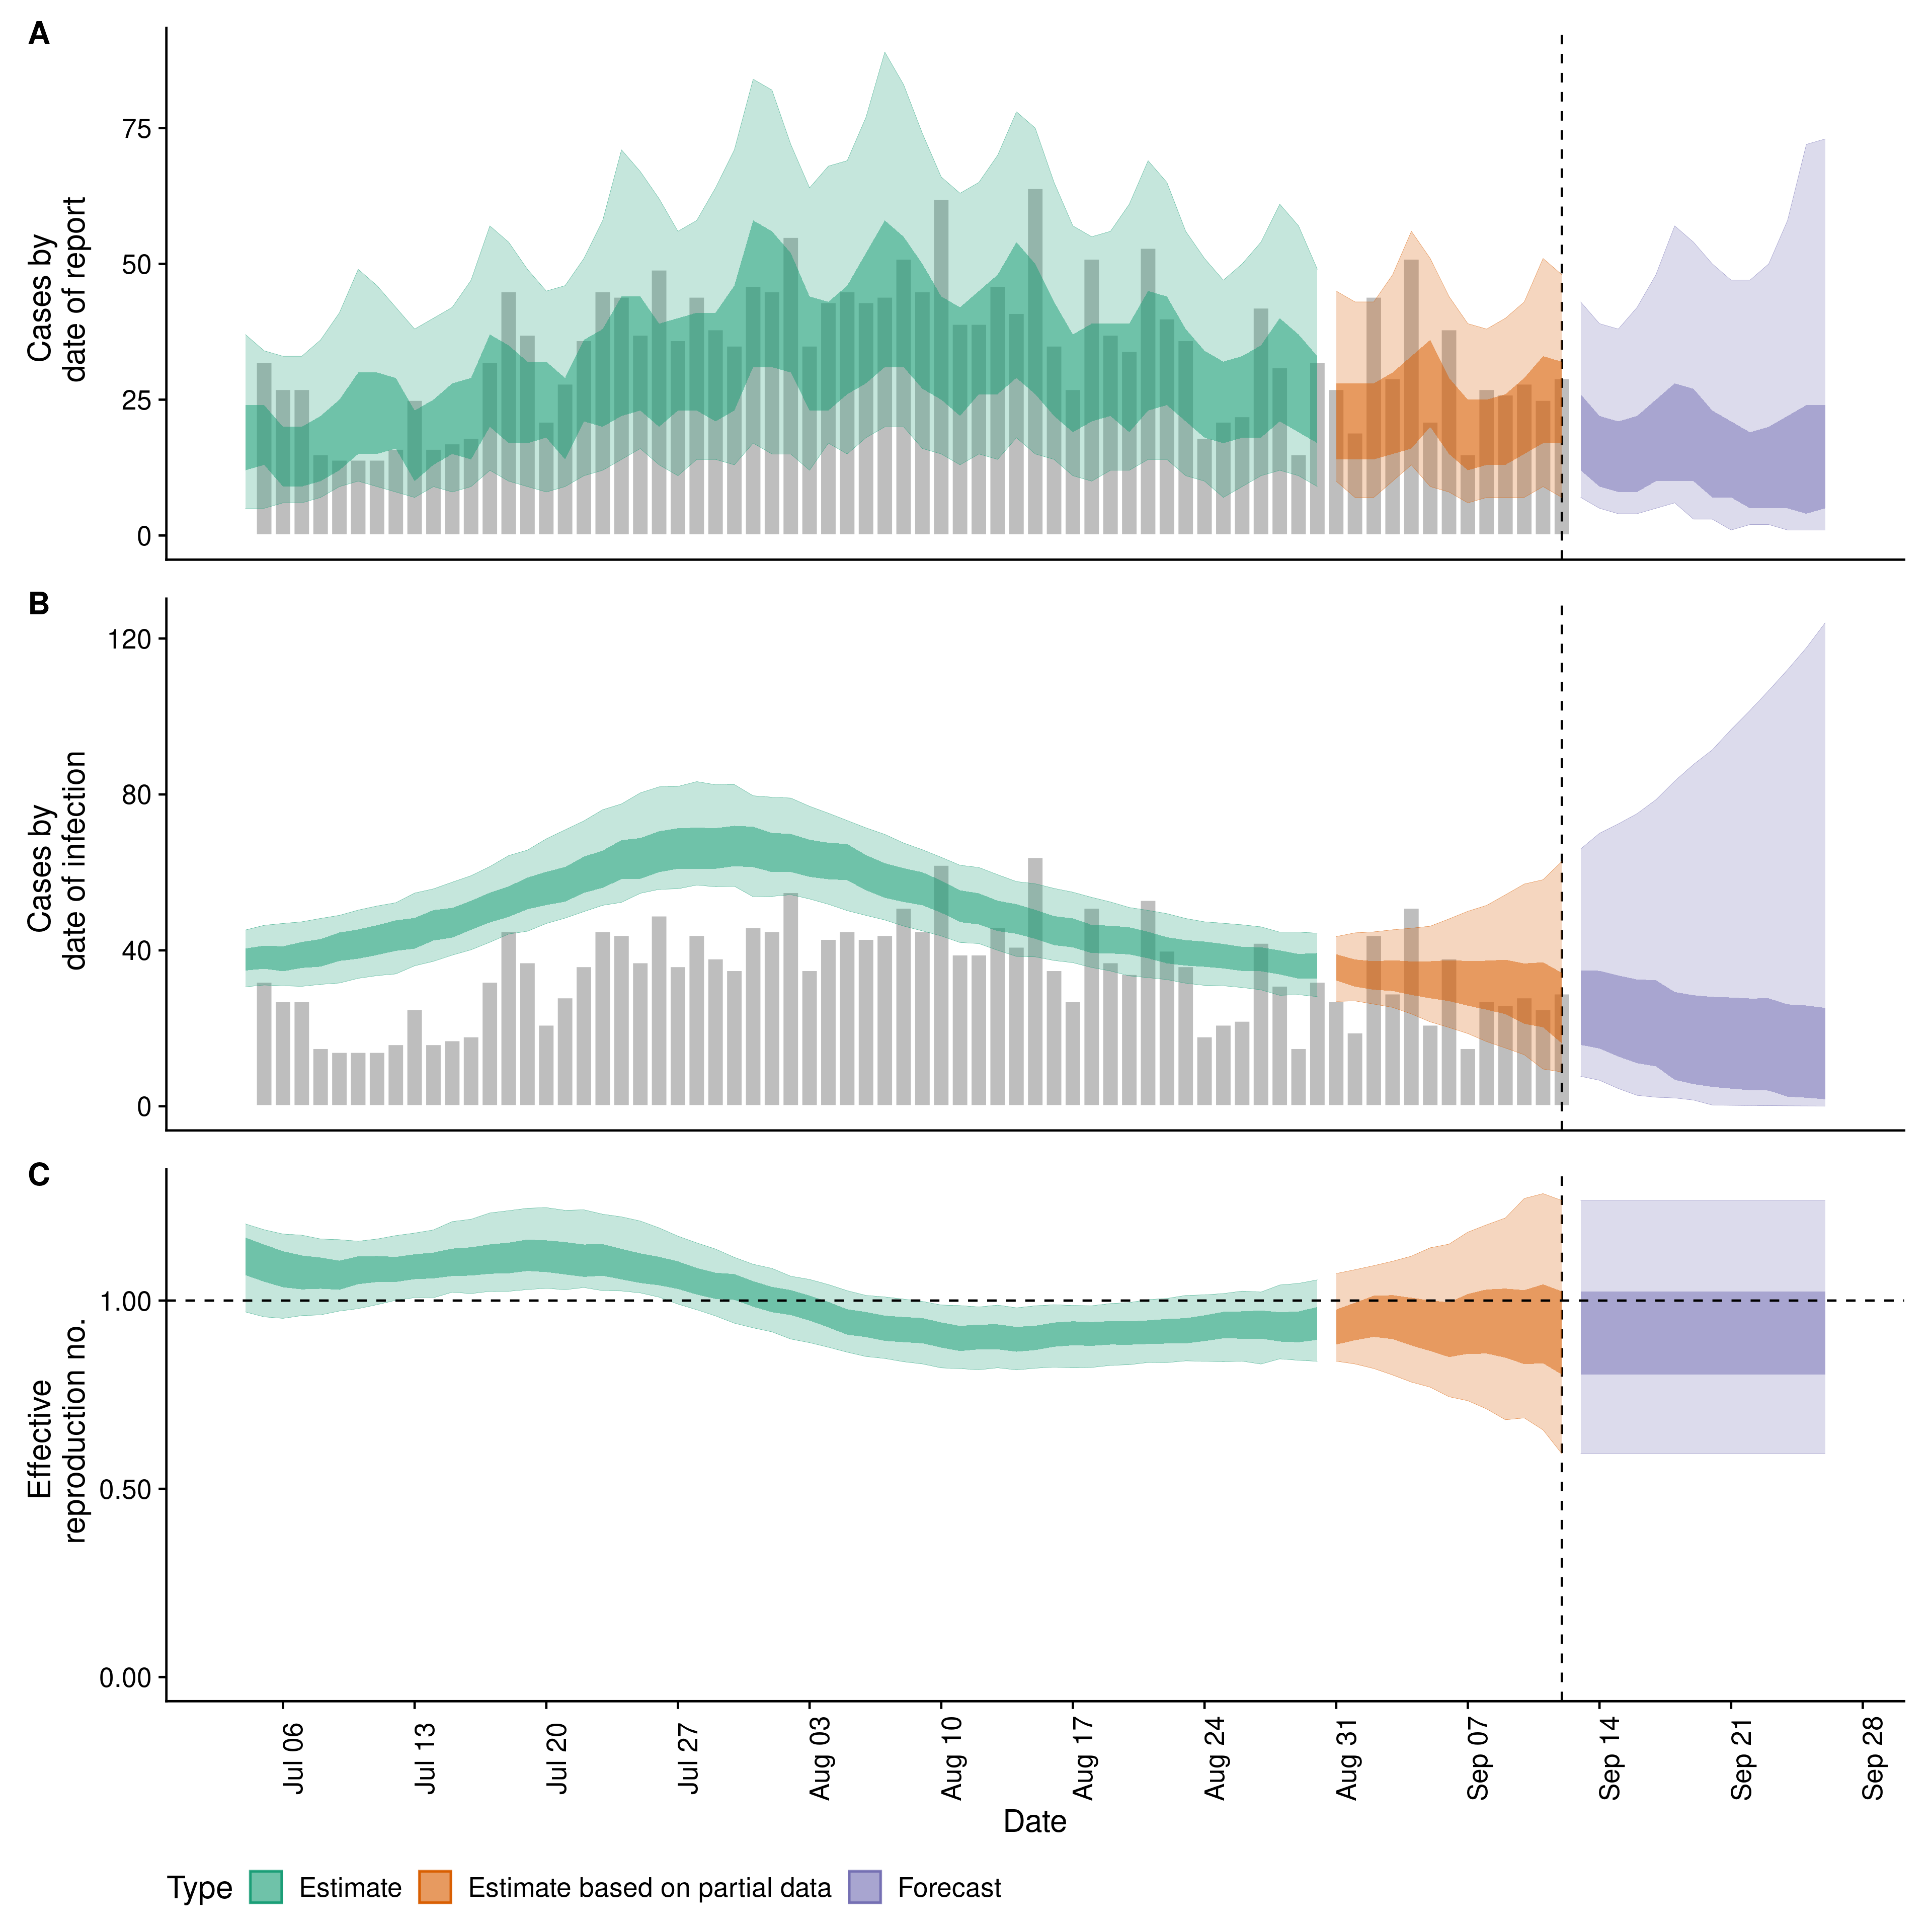 A
75
50
25
0
Cases by
date of report
B
120
80
40
0
Cases by
date of infection
C
1.00
0.50
0.00
Effective
reproduction no.
Jul 06
Jul 13
Jul 20
Jul 27
Aug 03
Aug 10
Aug 17
Aug 24
Aug 31
Sep 07
Sep 14
Sep 21
Sep 28
Date
Type
Estimate
Estimate based on partial data
Forecast